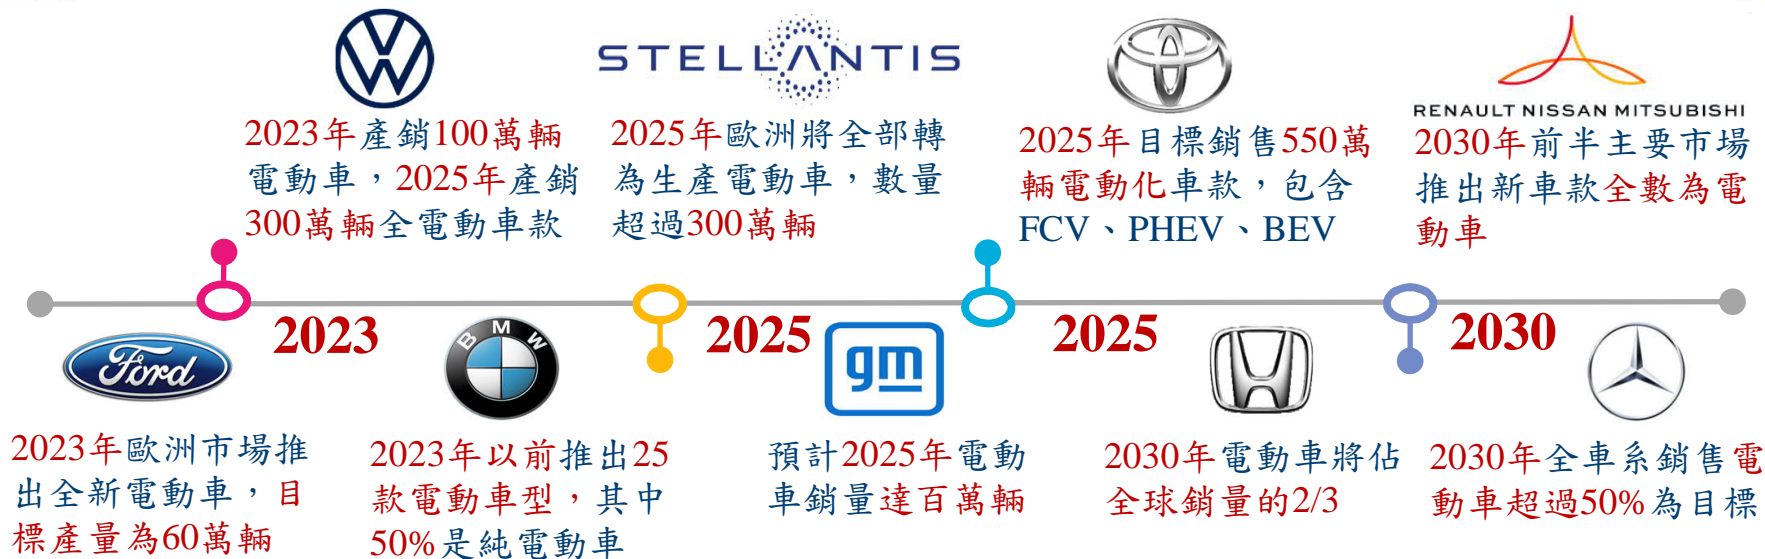 STELLANTIS
RENAULT NISSAN MITSUBISHI
2023年產銷100萬輛
電動車，2025年產銷
300萬輛全電動車款
2025年歐洲將全部轉
為生產電動車，數量
超過300萬輛
2025年目標銷售550萬
輛電動化車款，包含
FCV、PHEV、BEV
2030年前半主要市場
推出新車款全數為電
動車
2023
2025
2025
2030
Ford
BMW
gm
2023年歐洲市場推
出全新電動車，目
標產量為60萬輛
2023年以前推出25
款電動車型，其中
50%是純電動車
預計2025年電動
車銷量達百萬輛
2030年電動車將佔
全球銷量的2/3
2030年全車系銷售電
動車超過50%為目標